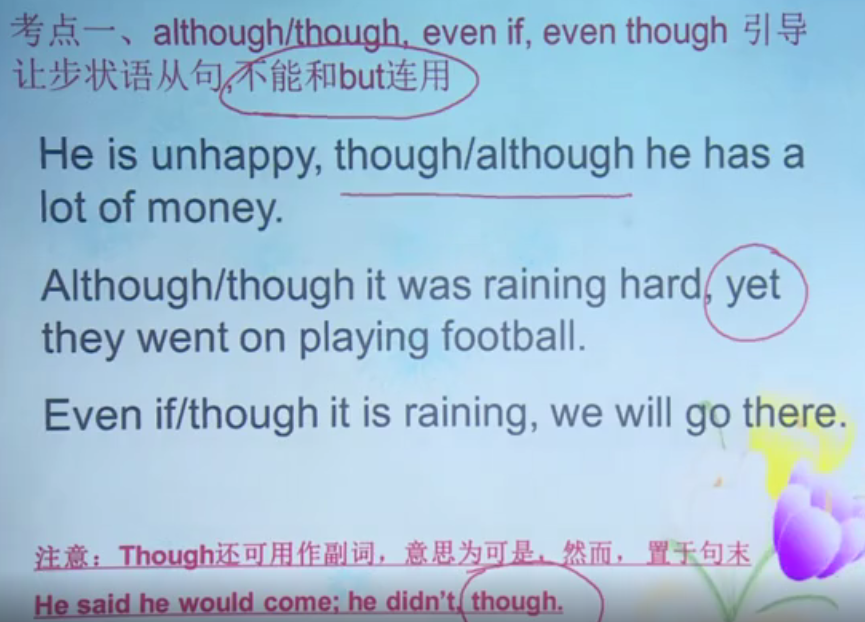 考点一、although/though, even if, even though 引导
让步状语从句,不能和but连用
He is unhappy, though/although he has a
lot of money.
Although/though it was raining hard, yet
they went on playing football.
Even if/though it is raining, we will go there.
注意：Though还可用作副词，意思为可是，然而， 置于句末
He said he would come; he didn't, though.